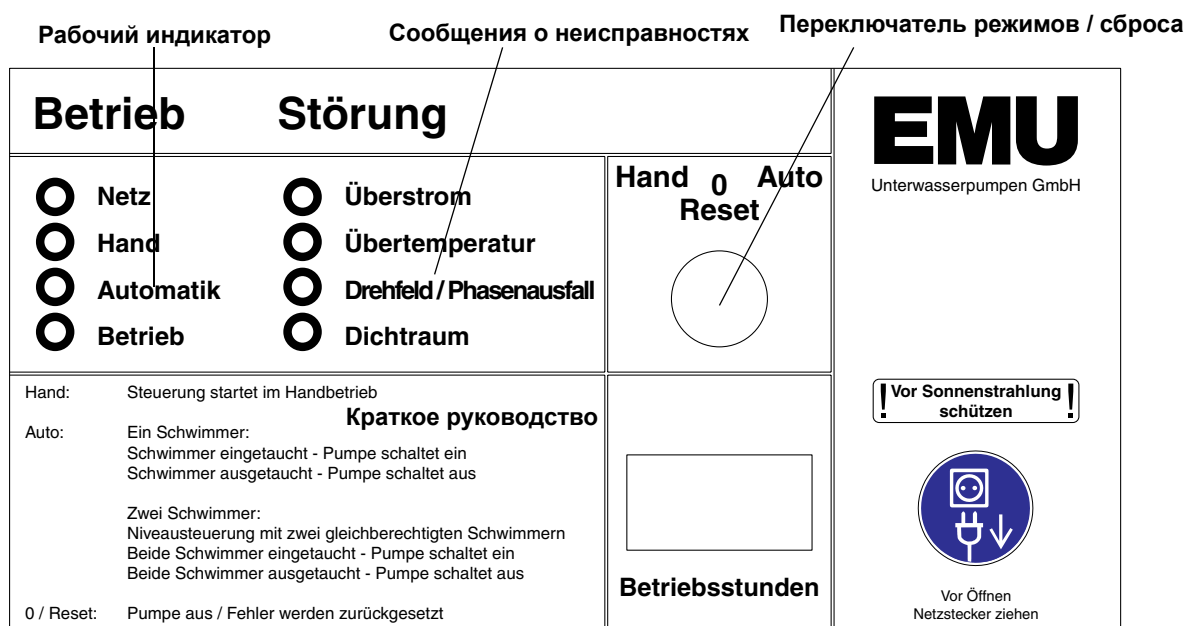 Рабочий индикатор
Сообщения о неисправностях
Переключатель режимов / сброса
Betrieb
Störung
Netz
Hand
Automatik
Betrieb
Überstrom
Übertemperatur
Drehfeld / Phasenausfall
Dichtraum
Hand 0 Auto
Reset
EMU
Unterwasserpumpen GmbH
Hand: Steuerung startet im Handbetrieb
Краткое руководство
Auto: Ein Schwimmer:
Schwimmer eingetaucht - Pumpe schaltet ein
Schwimmer ausgetaucht - Pumpe schaltet aus
Zwei Schwimmer:
Niveausteuerung mit zwei gleichberechtigten Schwimmern
Beide Schwimmer eingetaucht - Pumpe schaltet ein
Beide Schwimmer ausgetaucht - Pumpe schaltet aus
0 / Reset: Pumpe aus / Fehler werden zurückgesetzt
Betriebsstunden
! Vor Sonnenstrahlung !
schützen
Vor Öffnen
Netzstecker ziehen